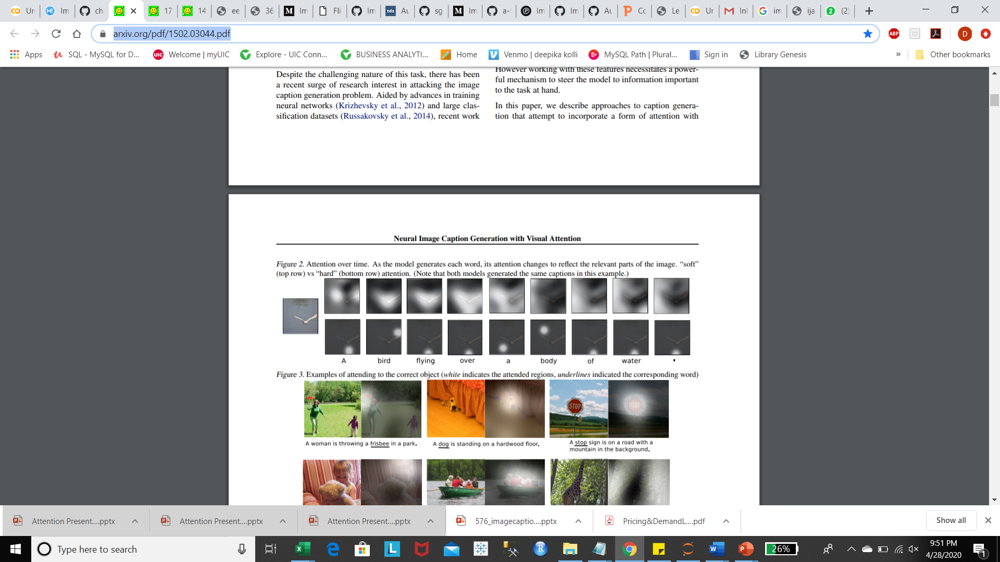 Ur
Im
ch
17
14
ee
36
Im
Fli
Im
Au
sg
Im
a-
Im
Im
Au
Cc
Le
Ur
Inl
im
ija
(2)
arxiv.org/pdf/1502.03044.pdf
ABP
D
Apps
SQL - MySQL for D...
Welcome | myUIC
Explore - UIC Conn...
BUSINESS ANALYTI...
Home
Venmo | deepika kolli
MySQL Path | Plural...
Sign in
Library Genesis
»
Other bookmarks
Despite the challenging nature of this task, there has been
a recent surge of research interest in attacking the image
caption generation problem. Aided by advances in training
neural networks (Krizhevsky et al., 2012) and large clas-
sification datasets (Russakovsky et al., 2014), recent work
However working with these features necessitates a power-
ful mechanism to steer the model to information important
to the task at hand.
In this paper, we describe approaches to caption genera-
tion that attempt to incorporate a form of attention with
Neural Image Caption Generation with Visual Attention
Figure 2. Attention over time. As the model generates each word, its attention changes to reflect the relevant parts of the image. “soft”
(top row) vs “hard” (bottom row) attention. (Note that both models generated the same captions in this example.)
A bird flying over a body of water .
Figure 3. Examples of attending to the correct object (white indicates the attended regions, underlines indicated the corresponding word)
STOP
STOP
A woman is throwing a frisbee in a park.
A dog is standing on a hardwood floor.
A stop sign is on a road with a
mountain in the background.
Attention Present....pptx
Attention Present....pptx
Attention Present....pptx
576_imagecaptio....pptx
Pricing&DemandL....pdf
Show all
Type here to search
26%
9:51 PM
4/28/2020
1